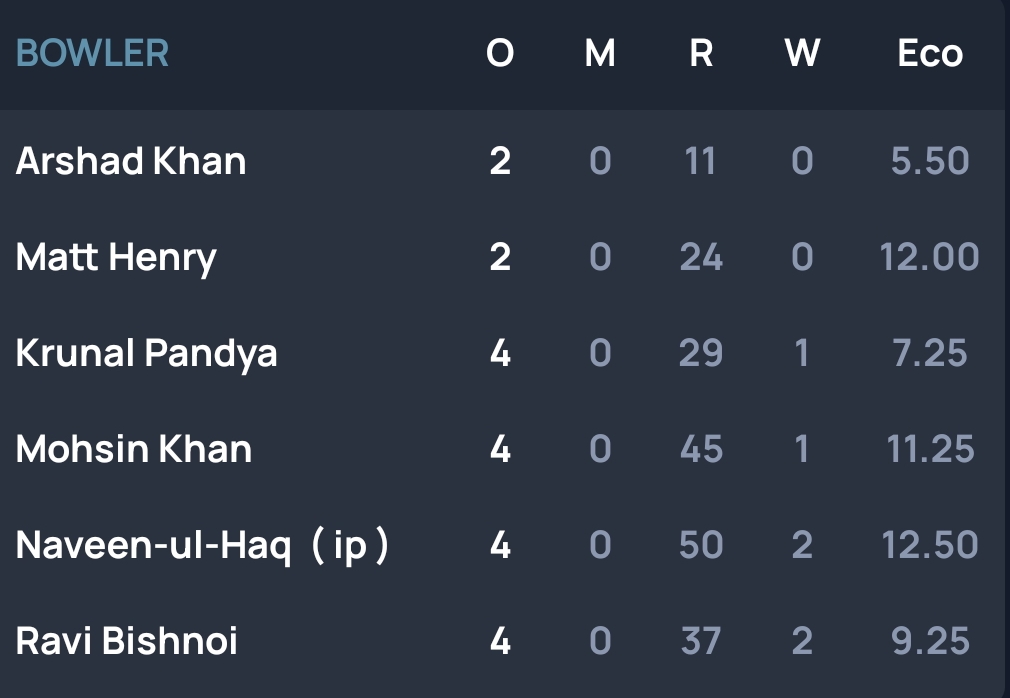 BOWLER O M R W Eco
Arshad Khan 2 0 11 0 5.50
Matt Henry 2 0 24 0 12.00
Krunal Pandya 4 0 29 1 7.25
Mohsin Khan 4 0 45 1 11.25
Naveen-ul-Haq ( ip ) 4 0 50 2 12.50
Ravi Bishnoi 4 0 37 2 9.25